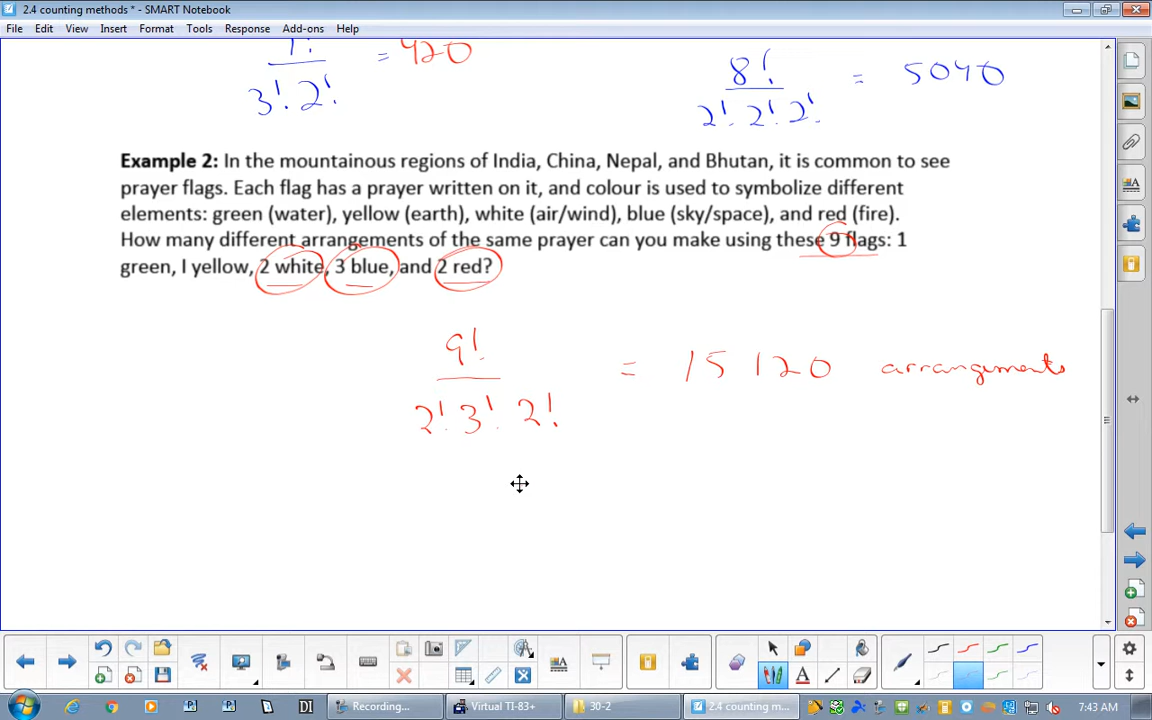 2.4 counting methods * - SMART Notebook
File Edit View Insert Format Tools Response Help
= 420
3! 2!
8!
2! 2! 2!
= 5040
Example 2: In the mountainous regions of India, China, Nepal, and Bhutan, it is common to see
prayer flags. Each flag has a prayer written on it, and colour is used to symbolize different
elements: green (water), yellow (earth), white (air/wind), blue (sky/space), and red (fire).
How many different arrangements of the same prayer can you make using these 9 flags: 1
green, I yellow, 2 white, 3 blue, and 2 red?
9!
2! 3! 2!
= 15 120 arrangements
Recording... Virtual TI-83+ 30-2 2.4 counting m... 7:43 AM